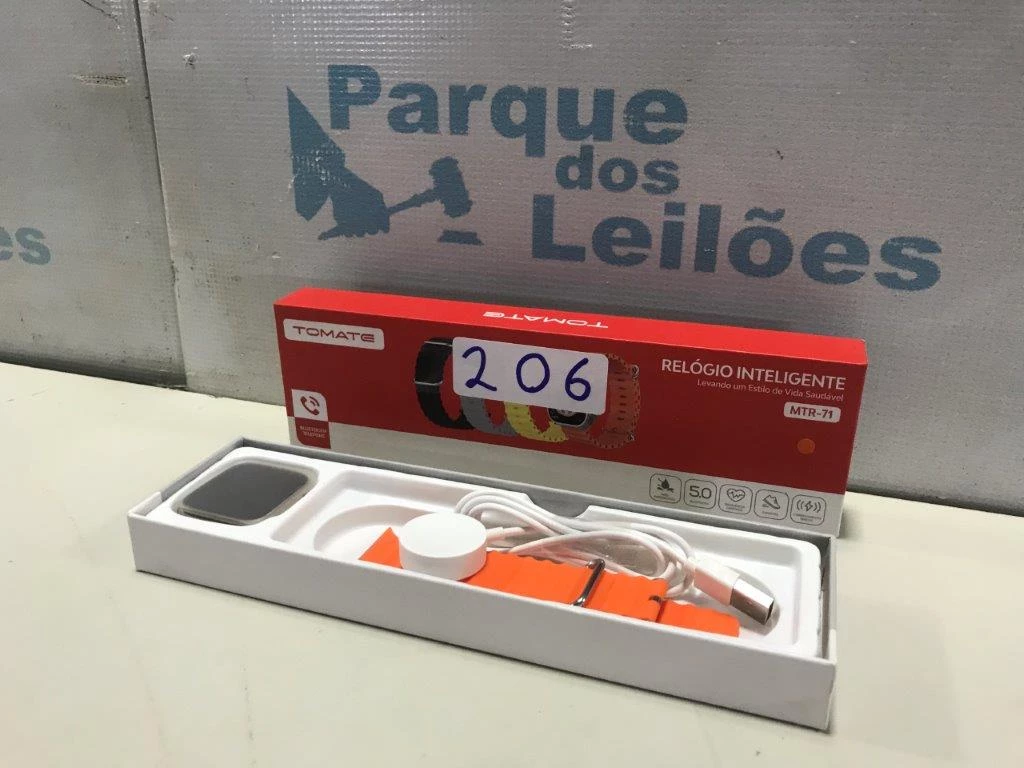 Parque
dos
Leilões
es
TOMATE
TOMATE
206
RELÓGIO INTELIGENTE
Levando um Estilo de Vida Saudável
MTR-71
BLUETOOTH
5.0